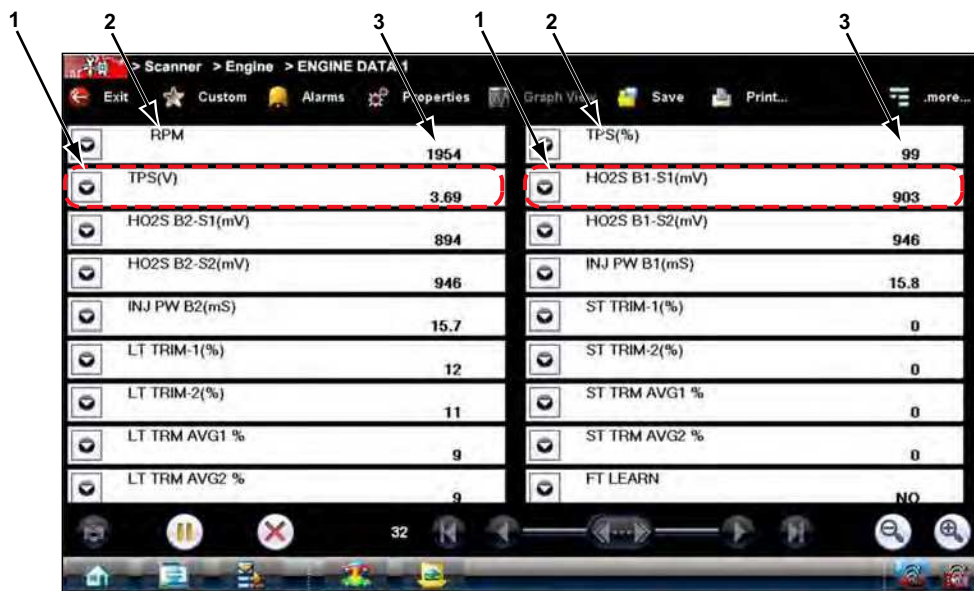 1 2 3 1 2 3
> Scanner > Engine > ENGINE DATA 1
Exit Custom Alarms Properties Graph View Save Print... .more...
RPM 1954 TPS(%) 99
TPS(V) 3.69 HO2S B1-S1(mV) 903
HO2S B2-S1(mV) 894 HO2S B1-S2(mV) 946
HO2S B2-S2(mV) 946 INJ PW B1(mS) 15.8
INJ PW B2(mS) 15.7 ST TRIM-1(%) 0
LT TRIM-1(%) 12 ST TRIM-2(%) 0
LT TRIM-2(%) 11 ST TRM AVG1 % 0
LT TRM AVG1 % 9 ST TRM AVG2 % 0
LT TRM AVG2 % 9 FT LEARN NO
32